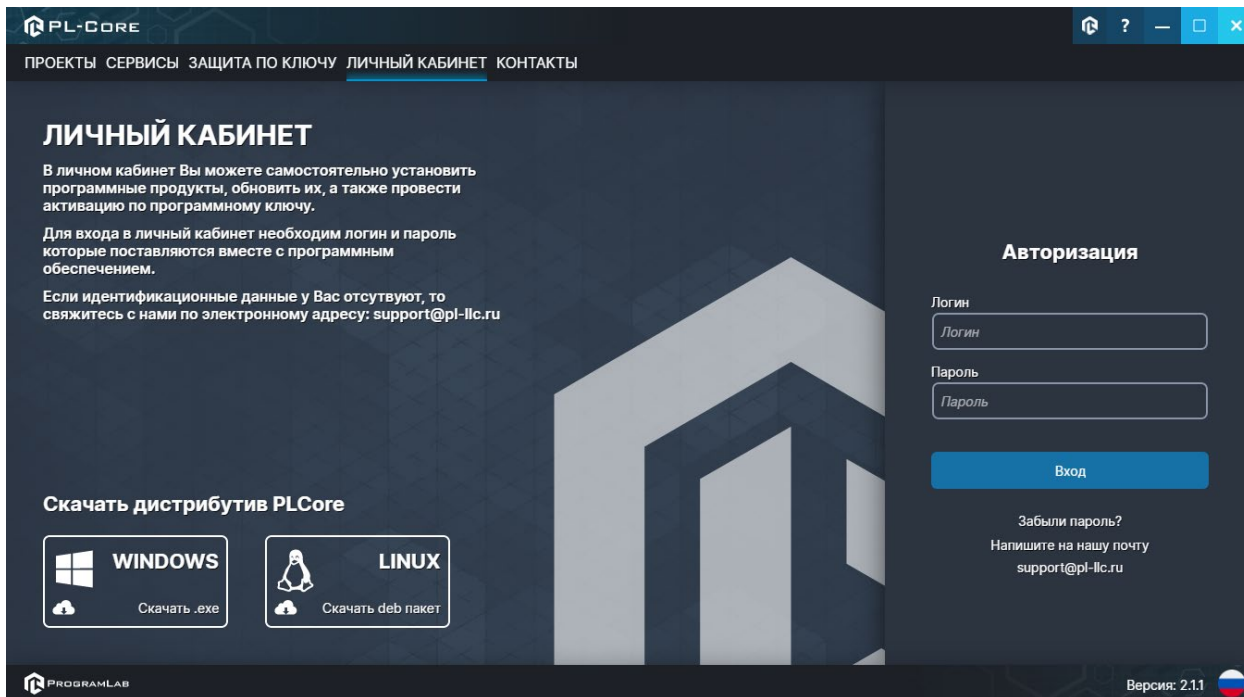 PL-CORE
?
ПРОЕКТЫ СЕРВИСЫ ЗАЩИТА ПО КЛЮЧУ ЛИЧНЫЙ КАБИНЕТ КОНТАКТЫ
ЛИЧНЫЙ КАБИНЕТ
В личном кабинет Вы можете самостоятельно установить
программные продукты, обновить их, а также провести
активацию по программному ключу.
Для входа в личный кабинет необходим логин и пароль
которые поставляются вместе с программным
обеспечением.
Если идентификационные данные у Вас отсутвуют, то
свяжитесь с нами по электронному адресу: support@pl-llc.ru
Скачать дистрибутив PLCore
WINDOWS
Скачать .exe
LINUX
Скачать deb пакет
Авторизация
Логин
Логин
Пароль
Пароль
Вход
Забыли пароль?
Напишите на нашу почту
support@pl-llc.ru
PROGRAMLAB
Версия: 2.1.1